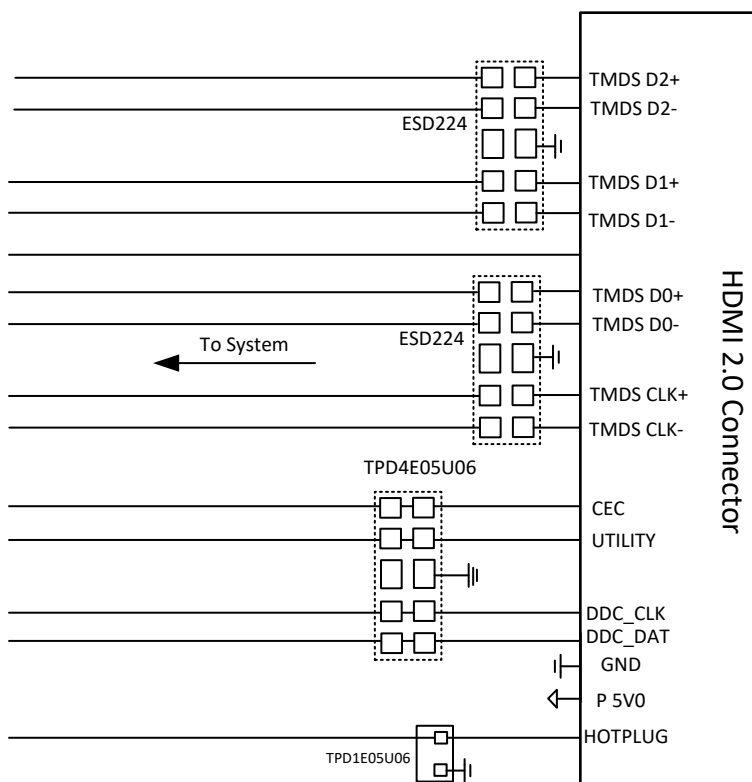 TMDS D2+
TMDS D2-
ESD224
TMDS D1+
TMDS D1-
TMDS D0+
TMDS D0-
ESD224
To System
TMDS CLK+
TMDS CLK-
HDMI 2.0 Connector
TPD4E05U06
CEC
UTILITY
DDC_CLK
DDC_DAT
GND
P 5V0
HOTPLUG
TPD1E05U06